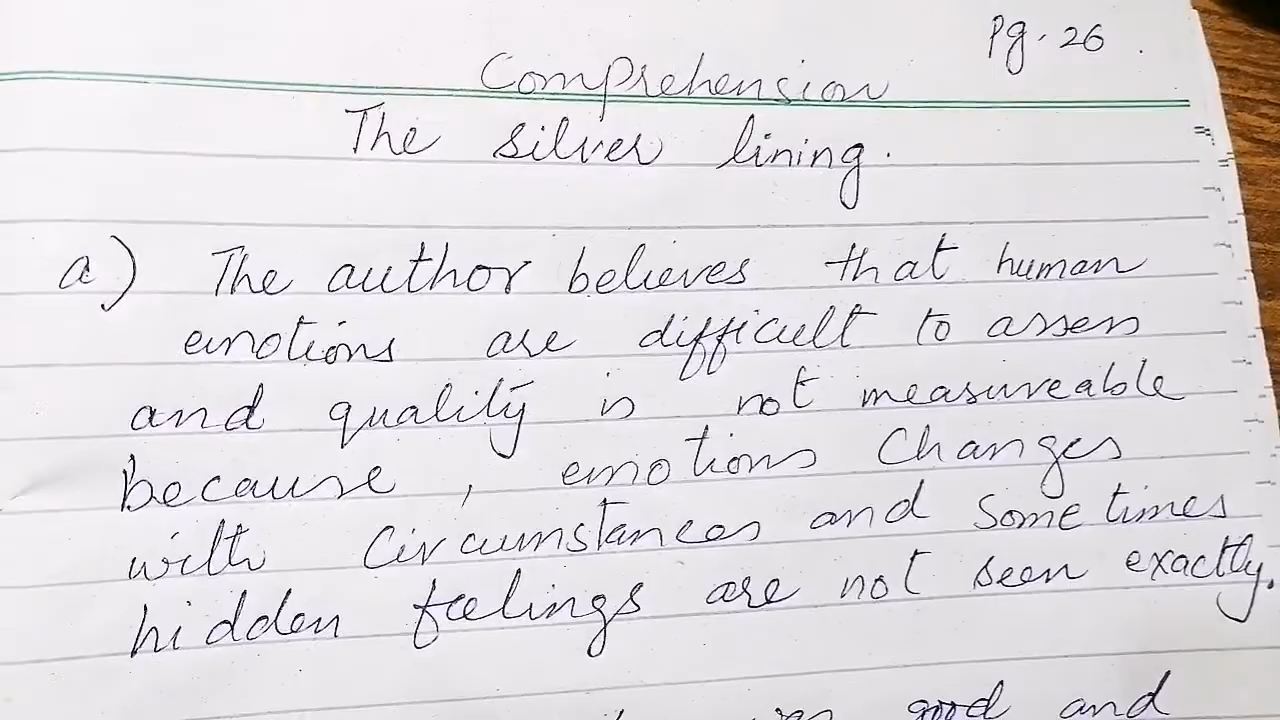 Pg. 26
Comprehension
The silver lining.
a) The author believes that human
emotions are difficult to assess
and quality is not measureable
because, emotions Changes
with Circumstances and Some times
hidden feelings are not seen exactly.
good and